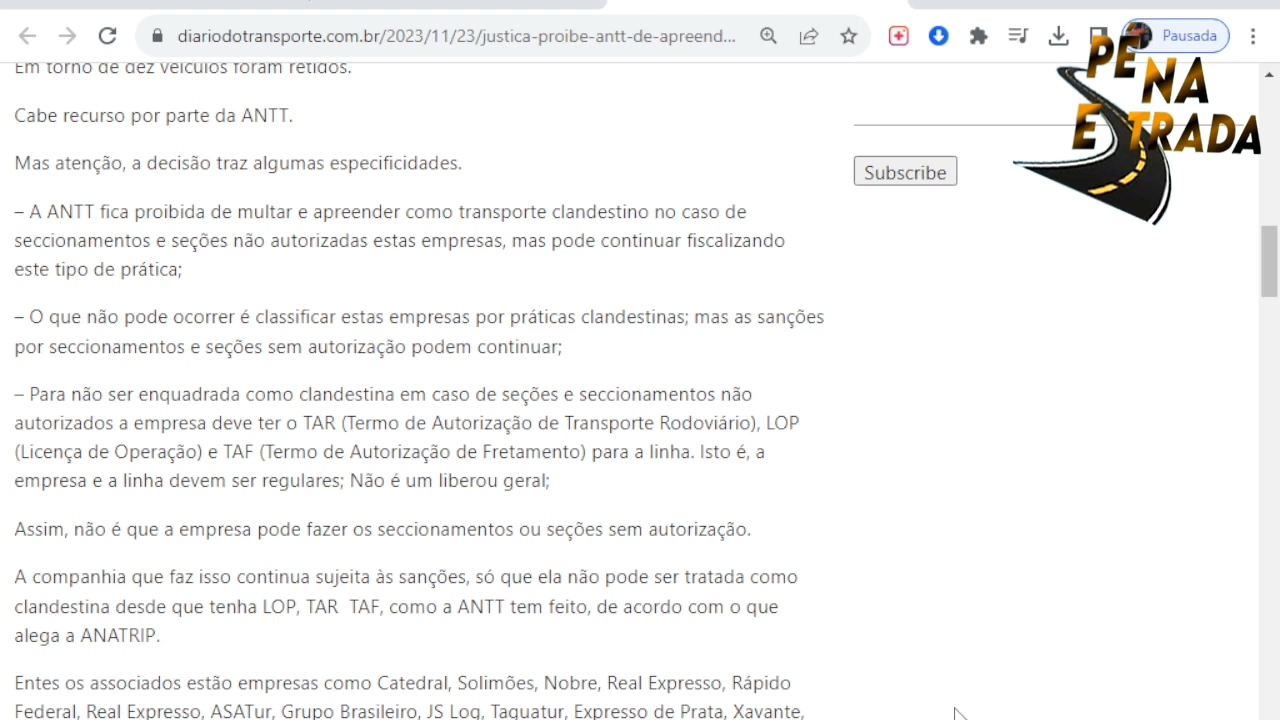 diariodotransporte.com.br/2023/11/23/justica-proibe-antt-de-apreend...
Pausada
PE NA
E TRADA
Em torno de dez veículos foram retidos.
Cabe recurso por parte da ANTT.
Subscribe
Mas atenção, a decisão traz algumas especificidades.
– A ANTT fica proibida de multar e apreender como transporte clandestino no caso de
seccionamentos e seções não autorizadas estas empresas, mas pode continuar fiscalizando
este tipo de prática;
– O que não pode ocorrer é classificar estas empresas por práticas clandestinas; mas as sanções
por seccionamentos e seções sem autorização podem continuar;
– Para não ser enquadrada como clandestina em caso de seções e seccionamentos não
autorizados a empresa deve ter o TAR (Termo de Autorização de Transporte Rodoviário), LOP
(Licença de Operação) e TAF (Termo de Autorização de Fretamento) para a linha. Isto é, a
empresa e a linha devem ser regulares; Não é um liberou geral;
Assim, não é que a empresa pode fazer os seccionamentos ou seções sem autorização.
A companhia que faz isso continua sujeita às sanções, só que ela não pode ser tratada como
clandestina desde que tenha LOP, TAR TAF, como a ANTT tem feito, de acordo com o que
alega a ANATRIP.
Entes os associados estão empresas como Catedral, Solimões, Nobre, Real Expresso, Rápido
Federal, Real Expresso, ASATur, Grupo Brasileiro, JS Log, Taguatur, Expresso de Prata, Xavante,